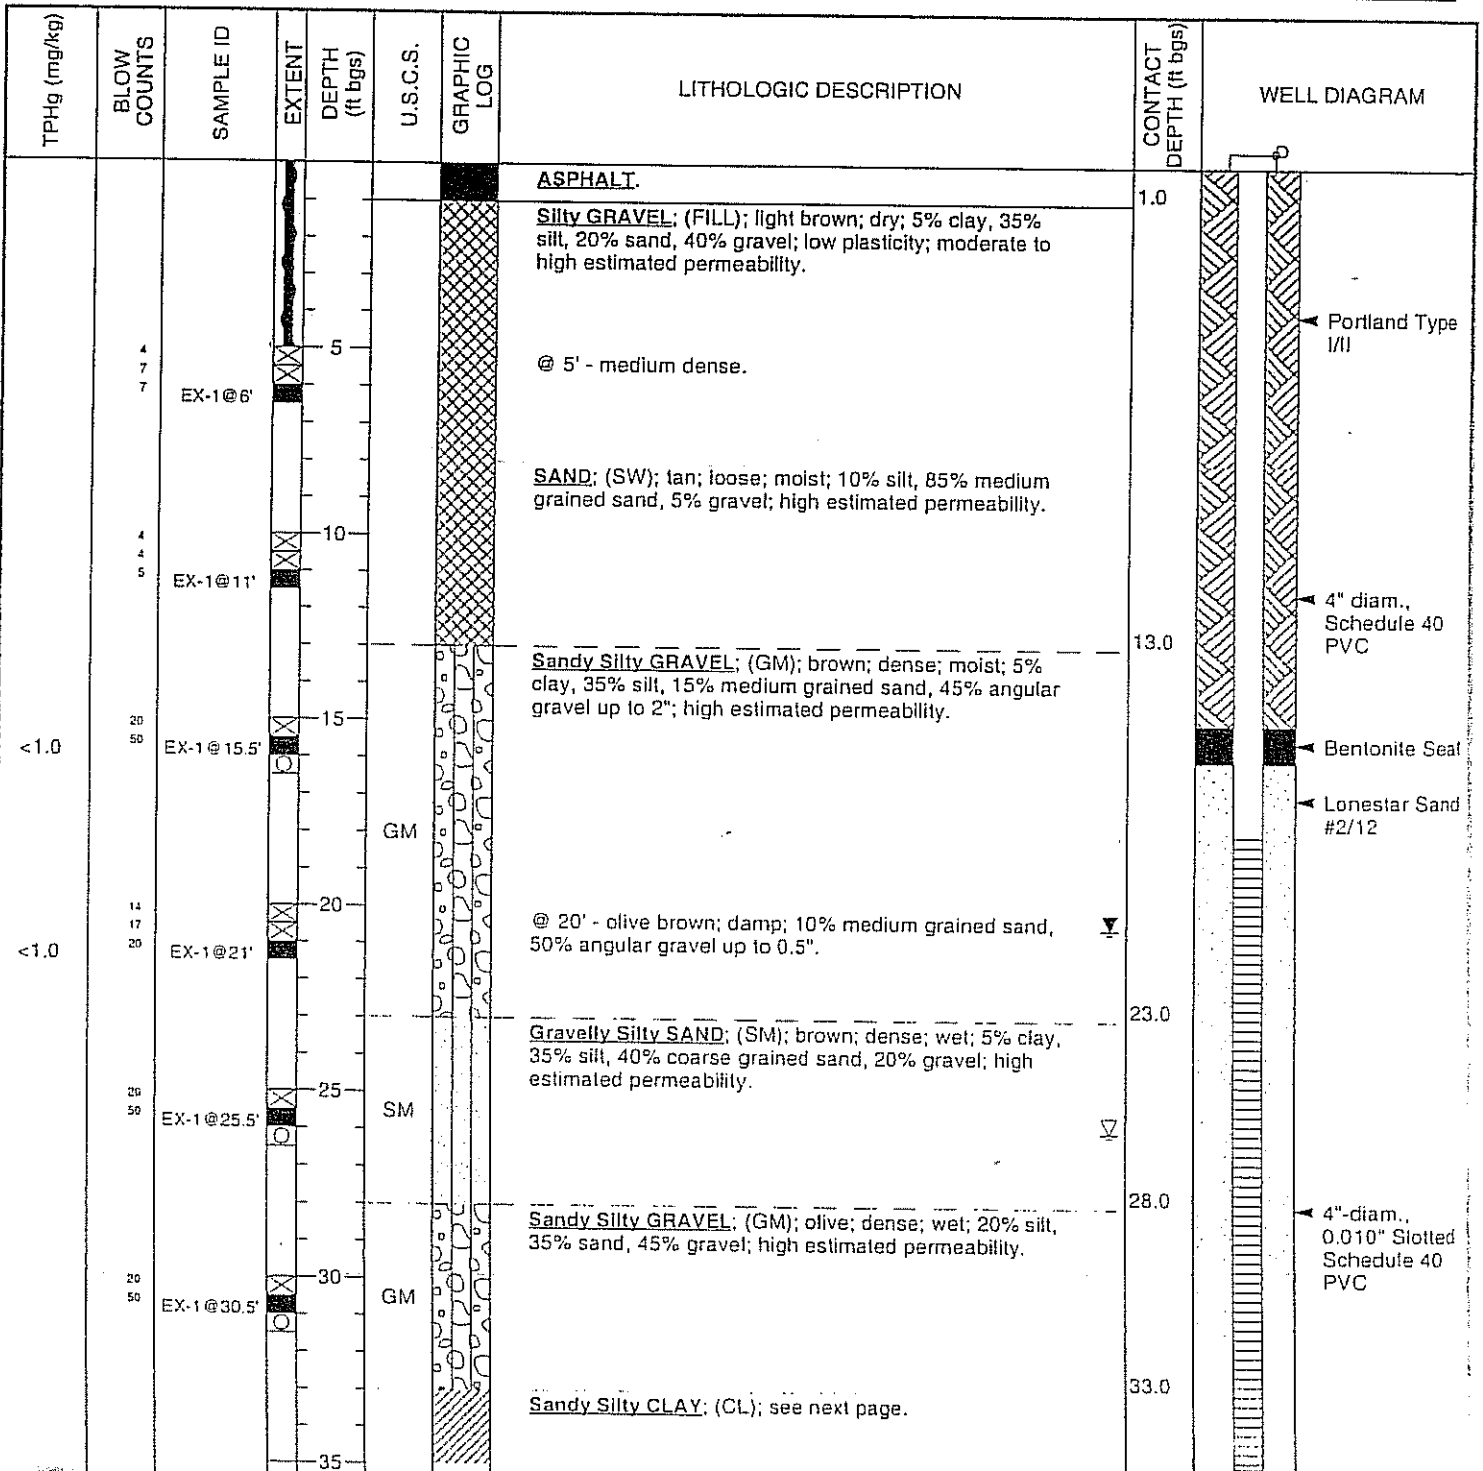 TPHg (mg/kg)
BLOW
COUNTS
SAMPLE ID
EXTENT
DEPTH
(ft bgs)
U.S.C.S.
GRAPHIC
LOG
LITHOLOGIC DESCRIPTION
CONTACT
DEPTH (ft bgs)
WELL DIAGRAM
ASPHALT.
1.0
Silty GRAVEL; (FILL); light brown; dry; 5% clay, 35%
silt, 20% sand, 40% gravel; low plasticity; moderate to
high estimated permeability.
Portland Type
I/II
4
7
7
5
@ 5' - medium dense.
EX-1@6'
SAND; (SW); tan; loose; moist; 10% silt, 85% medium
grained sand, 5% gravel; high estimated permeability.
4
4
5
10
EX-1@11'
4" diam.,
Schedule 40
PVC
13.0
Sandy Silty GRAVEL; (GM); brown; dense; moist; 5%
clay, 35% silt, 15% medium grained sand, 45% angular
gravel up to 2"; high estimated permeability.
20
50
15
<1.0
EX-1@15.5'
Bentonite Seal
Lonestar Sand
#2/12
GM
14
17
20
20
@ 20' - olive brown; damp; 10% medium grained sand,
50% angular gravel up to 0.5".
<1.0
EX-1@21'
23.0
Gravelly Silty SAND; (SM); brown; dense; wet; 5% clay,
35% silt, 40% coarse grained sand, 20% gravel; high
estimated permeability.
20
50
25
EX-1@25.5'
SM
28.0
Sandy Silty GRAVEL; (GM); olive; dense; wet; 20% silt,
35% sand, 45% gravel; high estimated permeability.
4"-diam.,
0.010" Slotted
Schedule 40
PVC
20
50
30
EX-1@30.5'
GM
33.0
Sandy Silty CLAY; (CL); see next page.
35